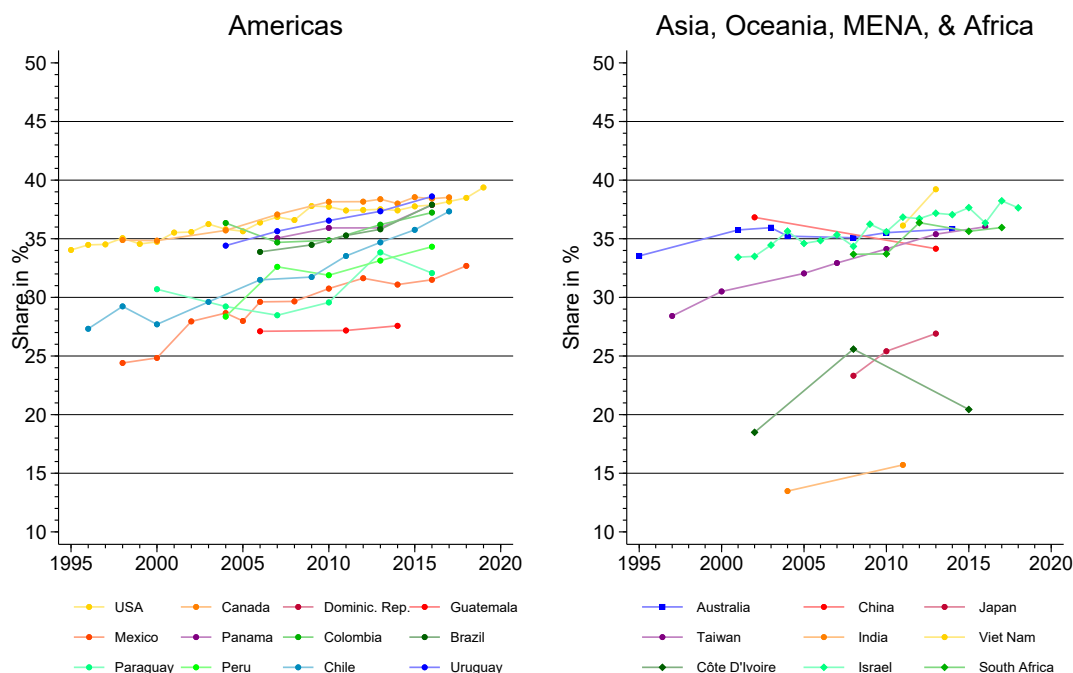 Americas
Share in %
50
45
40
35
30
25
20
15
10
1995 2000 2005 2010 2015 2020
USA Canada Dominic. Rep. Guatemala
Mexico Panama Colombia Brazil
Paraguay Peru Chile Uruguay
Asia, Oceania, MENA, & Africa
Share in %
50
45
40
35
30
25
20
15
10
1995 2000 2005 2010 2015 2020
Australia China Japan
Taiwan India Viet Nam
Côte D'Ivoire Israel South Africa